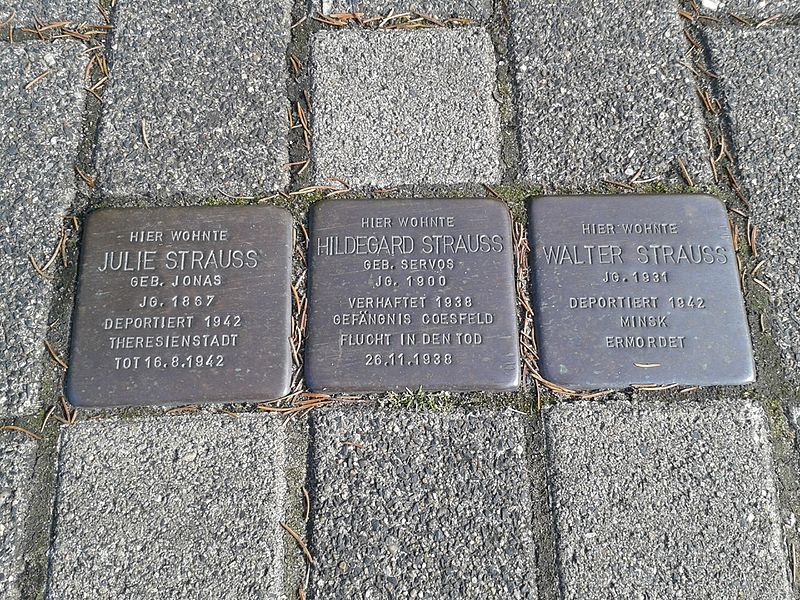 HIER WOHNTE
JULIE STRAUSS
GEB. JONAS
JG. 1867
DEPORTIERT 1942
THERESIENSTADT
TOT 16.8.1942
HIER WOHNTE
HILDEGARD STRAUSS
GEB. SERVOS
JG. 1900
VERHAFTET 1938
GEFÄNGNIS COESFELD
FLUCHT IN DEN TOD
26.11.1938
HIER WOHNTE
WALTER STRAUSS
JG. 1931
DEPORTIERT 1942
MINSK
ERMORDET